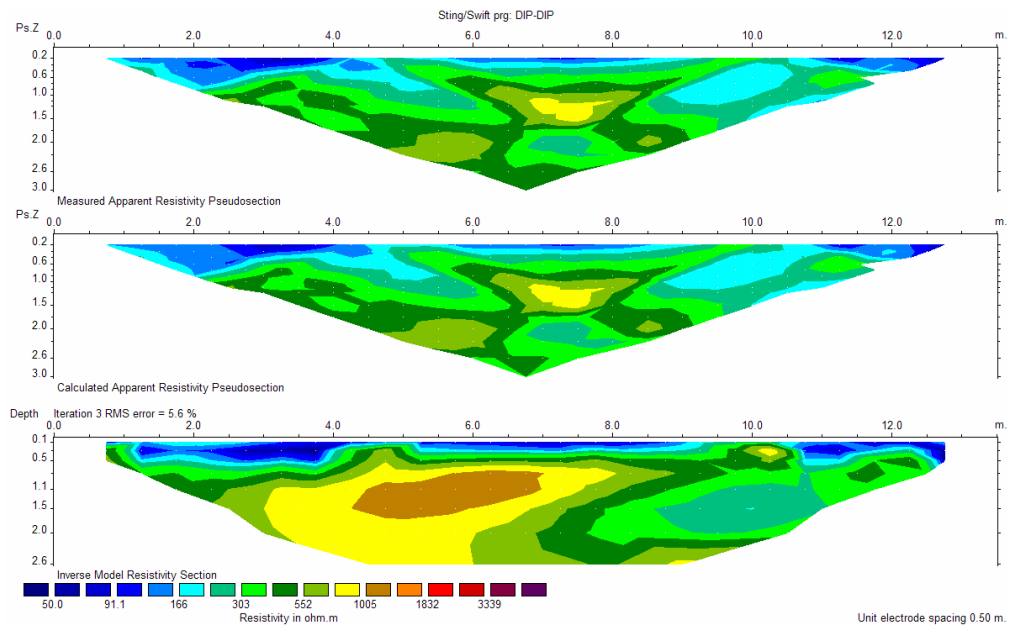 Sting/Swift prg: DIP-DIP
Ps.Z 0.0 2.0 4.0 6.0 8.0 10.0 12.0 m.
0.2
0.6
1.0
1.5
2.0
2.6
3.0
Measured Apparent Resistivity Pseudosection
Ps.Z 0.0 2.0 4.0 6.0 8.0 10.0 12.0 m.
0.2
0.6
1.0
1.5
2.0
2.6
3.0
Calculated Apparent Resistivity Pseudosection
Depth Iteration 3 RMS error = 5.6 %
0.0 2.0 4.0 6.0 8.0 10.0 12.0 m.
0.1
0.5
1.1
1.5
2.0
2.6
Inverse Model Resistivity Section
50.0 91.1 166 303 552 1005 1832 3339
Resistivity in ohm.m Unit electrode spacing 0.50 m.